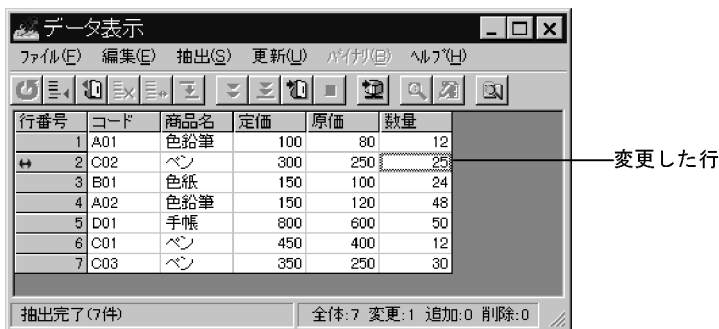 データ表示
ファイル(F) 編集(E) 抽出(S) 更新(U) バイナリ(B) ヘルプ(H)
行番号 コード 商品名 定価 原価 数量
1 A01 色鉛筆 100 80 12
2 C02 ペン 300 250 25
変更した行
3 B01 色紙 150 100 24
4 A02 色鉛筆 150 120 48
5 D01 手帳 800 600 50
6 C01 ペン 450 400 12
7 C03 ペン 350 250 30
抽出完了(7件) 全体:7 変更:1 追加:0 削除:0